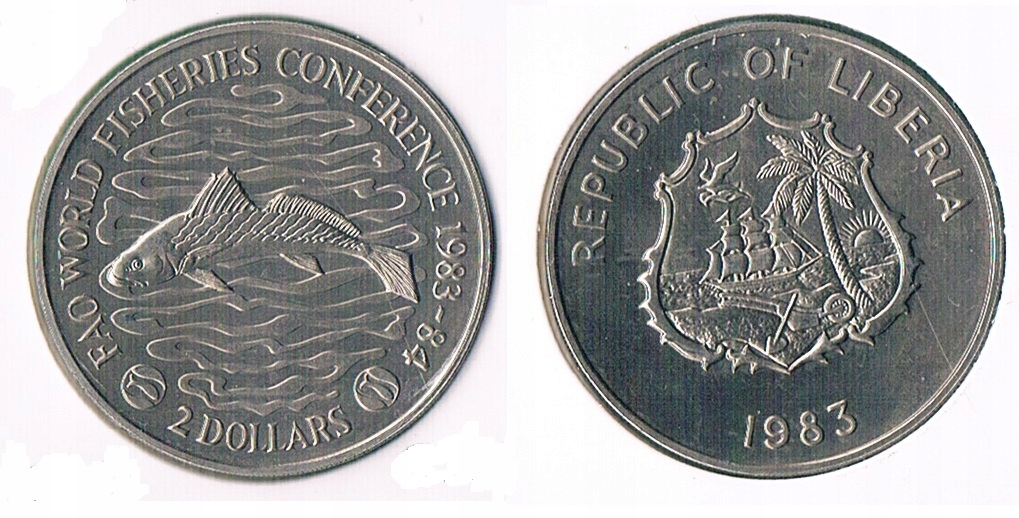 FAO WORLD FISHERIES CONFERENCE 1983-84
2 DOLLARS
REPUBLIC OF LIBERIA
1983